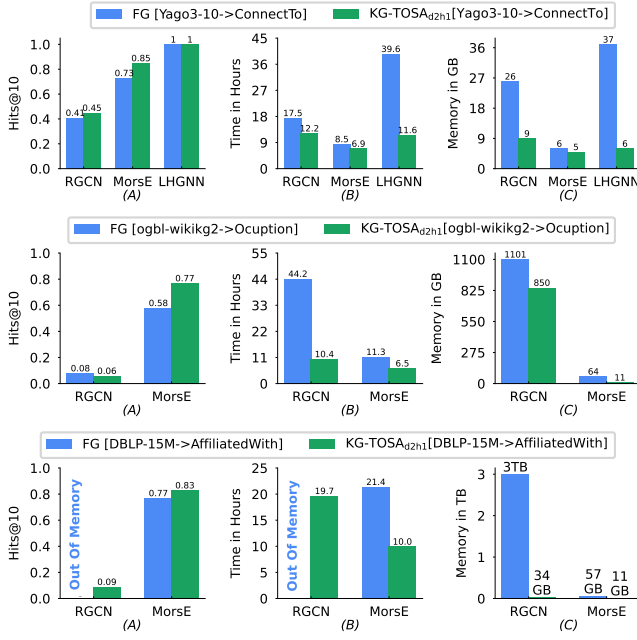 FG [Yago3-10->ConnectTo] KG-TOSAd2h1[Yago3-10->ConnectTo]
Hits@10
1.0
0.8
0.6
0.4
0.2
0.0
0.41
0.45
0.73
0.85
1
1
RGCN MorsE LHGNN
(A)
Time in Hours
45
36
27
18
9
0
17.5
12.2
8.5
6.9
39.6
11.6
RGCN MorsE LHGNN
(B)
Memory in GB
36
27
18
9
0
26
9
6
5
37
6
RGCN MorsE LHGNN
(C)
FG [ogbl-wikikg2->Ocuption] KG-TOSAd2h1[ogbl-wikikg2->Ocuption]
Hits@10
1.0
0.8
0.6
0.4
0.2
0.0
0.08
0.06
0.58
0.77
RGCN MorsE
(A)
Time in Hours
55
44
33
22
11
0
44.2
10.4
11.3
6.5
RGCN MorsE
(B)
Memory in GB
1100
825
550
275
0
1101
850
64
11
RGCN MorsE
(C)
FG [DBLP-15M->AffiliatedWith] KG-TOSAd2h1[DBLP-15M->AffiliatedWith]
Hits@10
1.0
0.8
0.6
0.4
0.2
0.0
Out Of Memory
0.09
0.77
0.83
RGCN MorsE
(A)
Time in Hours
25
20
15
10
5
0
Out Of Memory
19.7
21.4
10.0
RGCN MorsE
(B)
Memory in TB
3
2
1
0
3TB
34
GB
57
GB
11
GB
RGCN MorsE
(C)